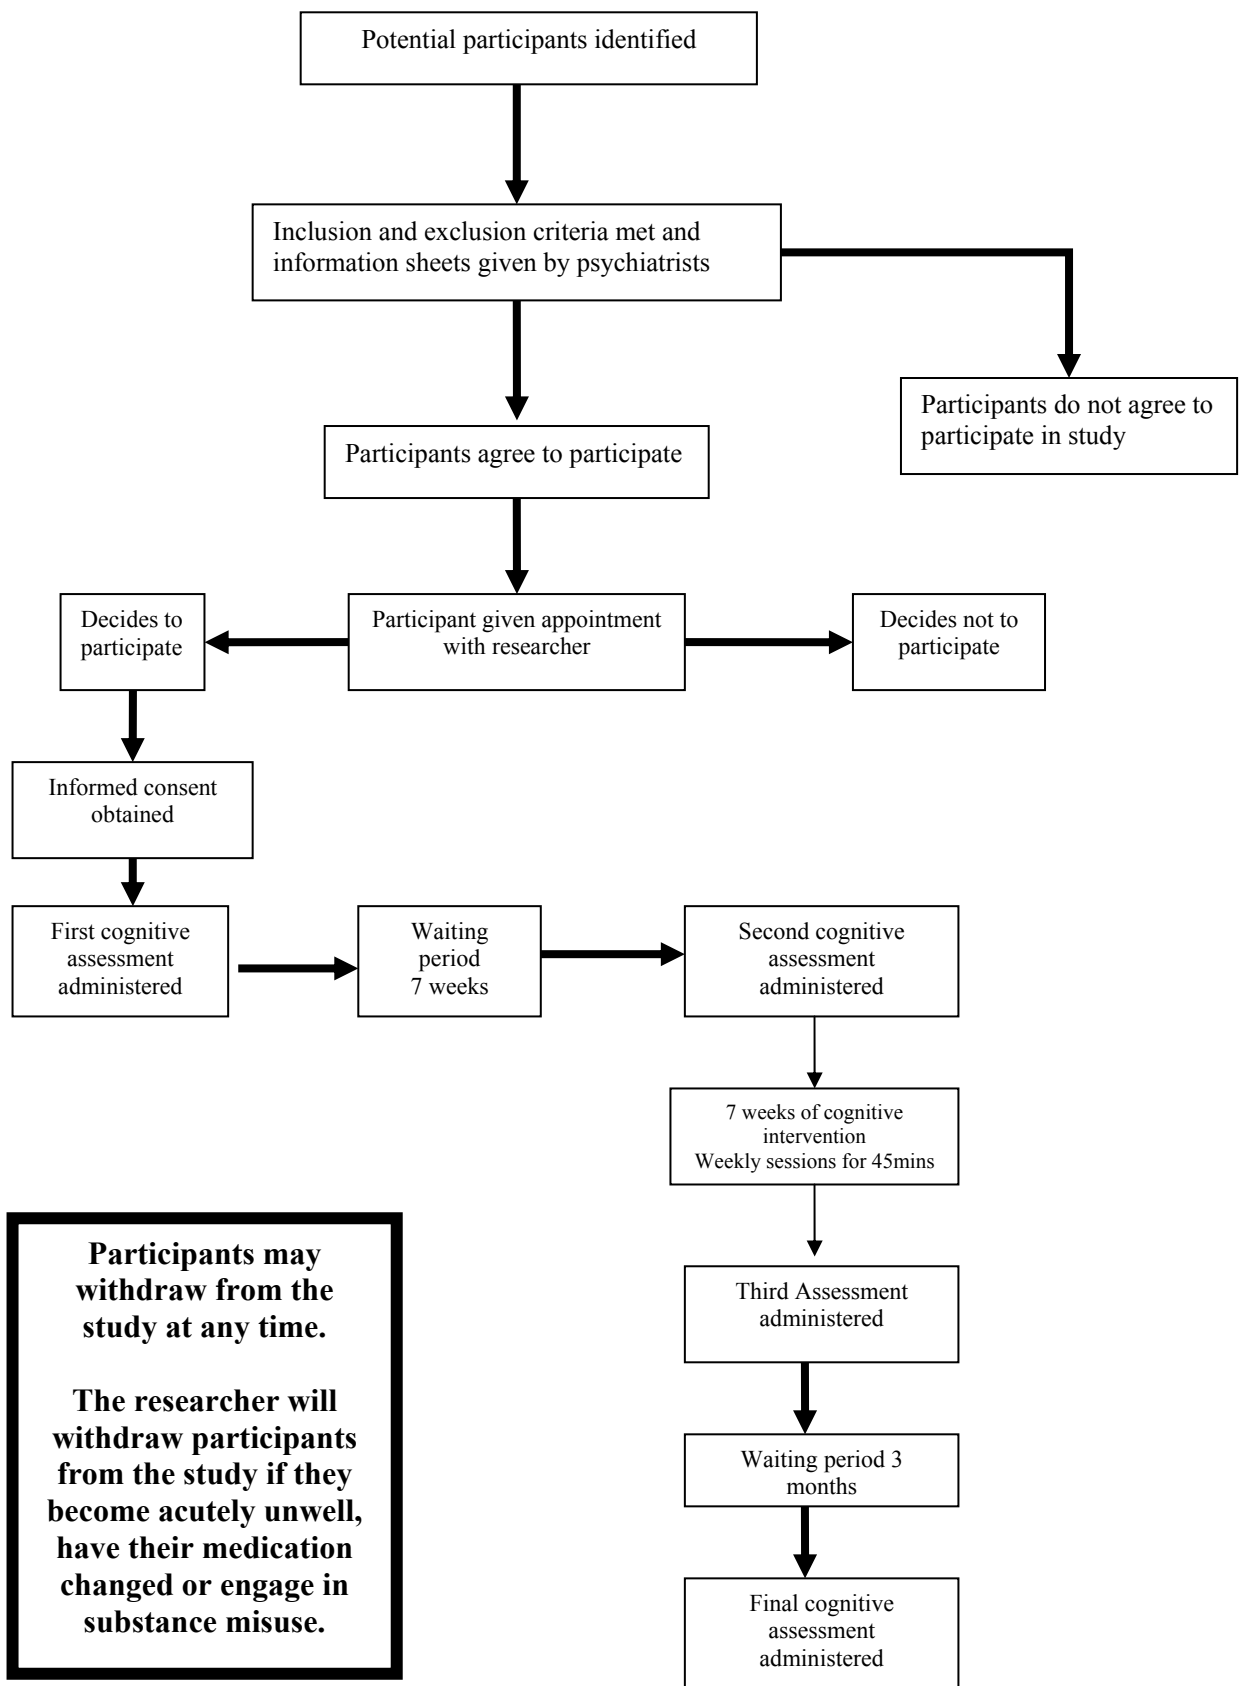 Potential participants identified
Inclusion and exclusion criteria met and
information sheets given by psychiatrists
Participants do not agree to
participate in study
Participants agree to participate
Decides to
participate
Participant given appointment
with researcher
Decides not to
participate
Informed consent
obtained
First cognitive
assessment
administered
Waiting
period
7 weeks
Second cognitive
assessment
administered
7 weeks of cognitive
intervention
Weekly sessions for 45mins
Participants may
withdraw from the
study at any time.
The researcher will
withdraw participants
from the study if they
become acutely unwell,
have their medication
changed or engage in
substance misuse.
Third Assessment
administered
Waiting period 3
months
Final cognitive
assessment
administered